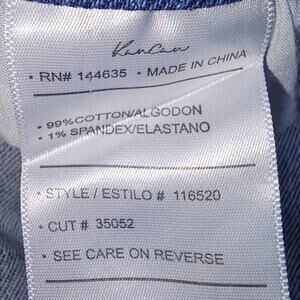 KanCan
• RN# 144635 • MADE IN CHINA
• 99%COTTON/ALGODON
• 1% SPANDEX/ELASTANO
• STYLE / ESTILO # 116520
• CUT # 35052
• SEE CARE ON REVERSE